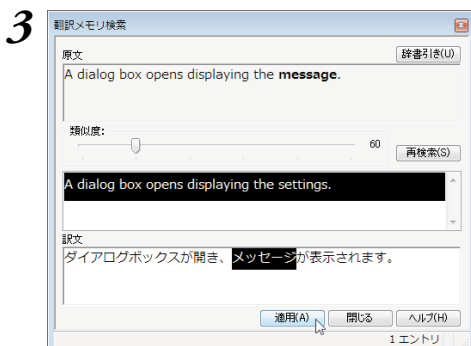 3
翻訳メモリ検索
原文
辞書引き(U)
A dialog box opens displaying the message.
類似度:
60
再検索(S)
A dialog box opens displaying the settings.
訳文
ダイアログボックスが開き、メッセージが表示されます。
適用(A) 閉じる ヘルプ(H)
1 エントリ